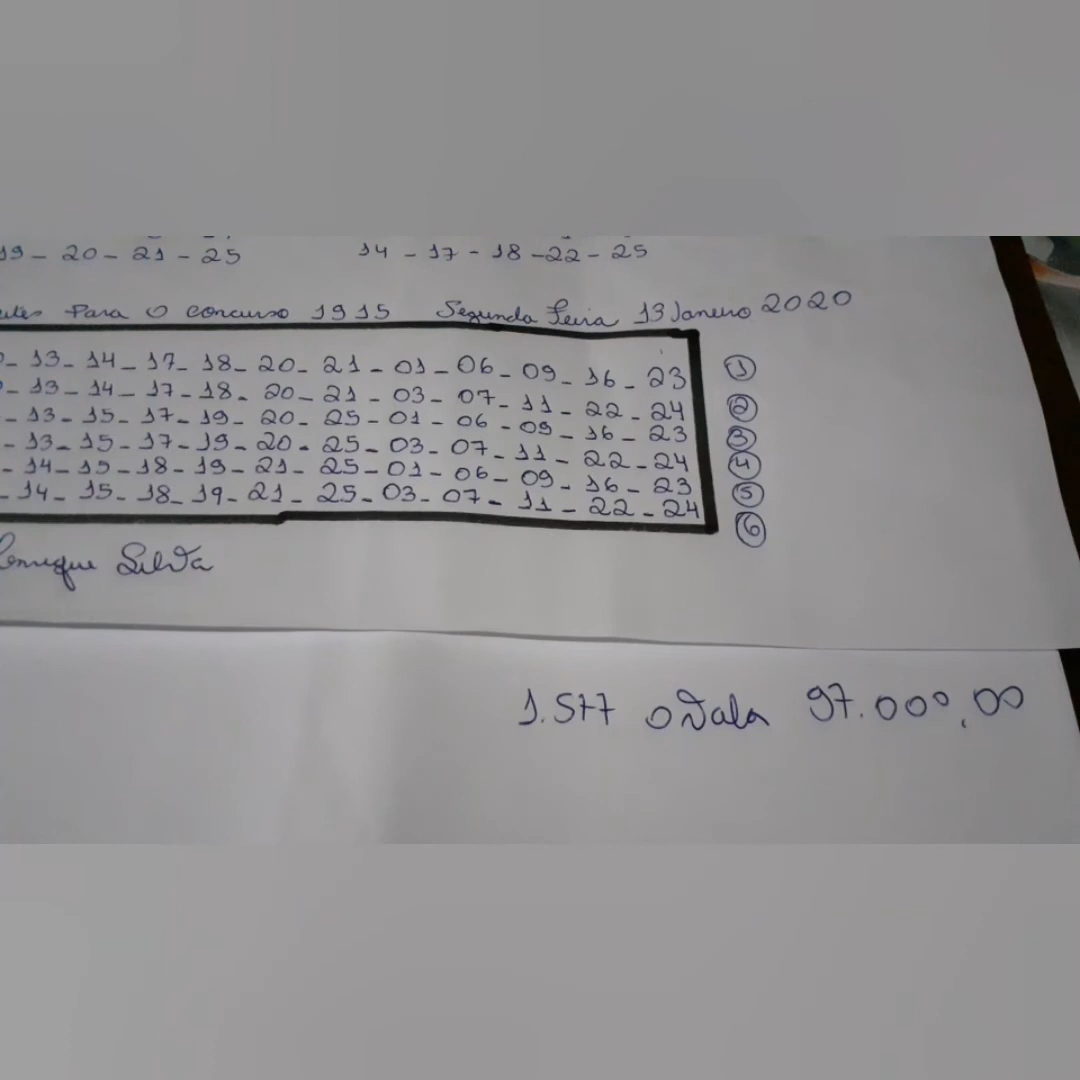 19 - 20 - 21 - 25
14 - 17 - 18 - 22 - 25
Para o concurso 1915 Segunda Feira 13 Janeiro 2020
- 13 - 14 - 17 - 18 - 20 - 21 - 01 - 06 - 09 - 16 - 23 1
- 13 - 14 - 17 - 18 - 20 - 21 - 03 - 07 - 11 - 22 - 24 2
- 13 - 15 - 17 - 19 - 20 - 25 - 01 - 06 - 09 - 16 - 23 3
- 13 - 15 - 17 - 19 - 20 - 25 - 03 - 07 - 11 - 22 - 24 4
- 14 - 15 - 18 - 19 - 21 - 25 - 01 - 06 - 09 - 16 - 23 5
- 14 - 15 - 18 - 19 - 21 - 25 - 03 - 07 - 11 - 22 - 24 6
Henrique Silva
1.577 97.000,00